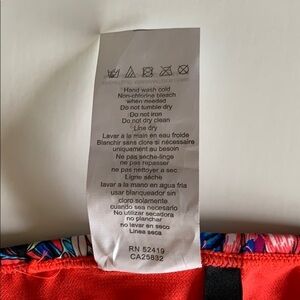 Hand wash cold
Non-chlorine bleach
when needed
Do not tumble dry
Do not iron
Do not dry clean
Line dry
Lavar a la main en eau froide
Blanchir sans clore si nécessaire
uniquement au besoin
Ne pas sèche-linge
ne pas repasser
ne pas nettoyer a sec
Ligne sèche
lavar a mano en agua fria
usar blanqueador sin
cloro solamente
cuando sea necesario
No utilizar secadora
no planchar
no lavar en seco
Linea seca
RN 52419
CA25832